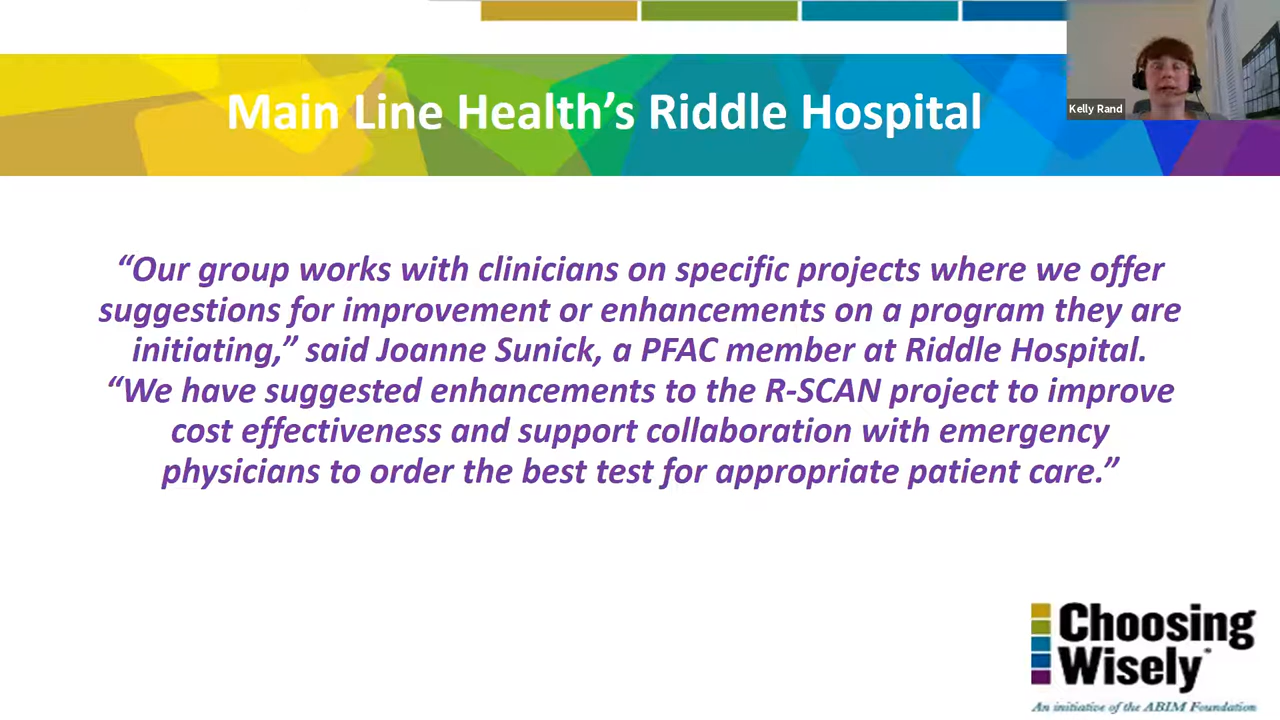 Main Line Health’s Riddle Hospital
Kelly Rand
“Our group works with clinicians on specific projects where we offer
suggestions for improvement or enhancements on a program they are
initiating,” said Joanne Sunick, a PFAC member at Riddle Hospital.
“We have suggested enhancements to the R-SCAN project to improve
cost effectiveness and support collaboration with emergency
physicians to order the best test for appropriate patient care.”
Choosing
Wisely
An initiative of the ABIM Foundation